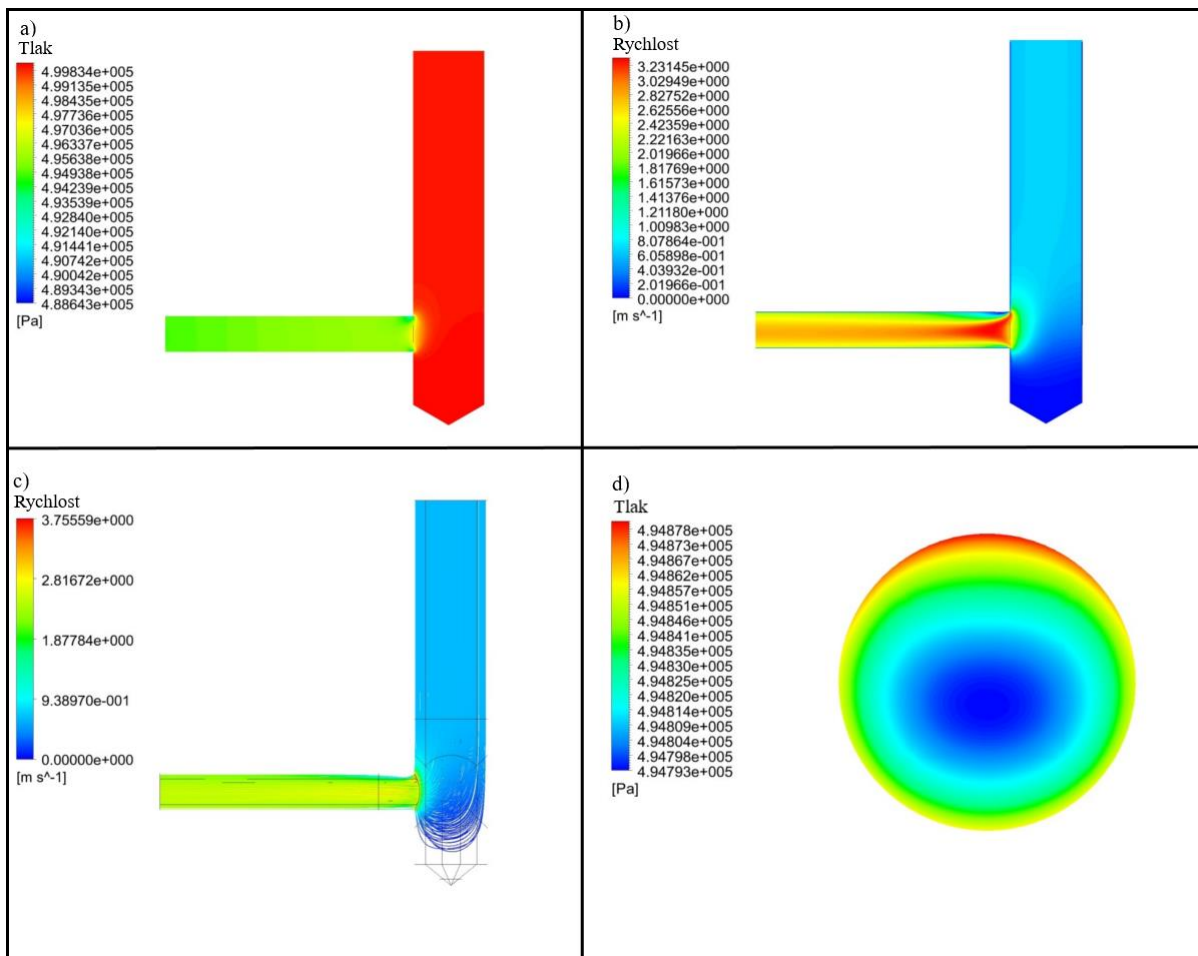 a)
Tlak
4.99834e+005
4.99135e+005
4.98435e+005
4.97736e+005
4.97036e+005
4.96337e+005
4.95638e+005
4.94938e+005
4.94239e+005
4.93539e+005
4.92840e+005
4.92140e+005
4.91441e+005
4.90742e+005
4.90042e+005
4.89343e+005
4.88643e+005
[Pa]
b)
Rychlost
3.23145e+000
3.02949e+000
2.82752e+000
2.62556e+000
2.42359e+000
2.22163e+000
2.01966e+000
1.81769e+000
1.61573e+000
1.41376e+000
1.21180e+000
1.00983e+000
8.07864e-001
6.05898e-001
4.03932e-001
2.01966e-001
0.00000e+000
[m s^-1]
c)
Rychlost
3.75559e+000
2.81672e+000
1.87784e+000
9.38970e-001
0.00000e+000
[m s^-1]
d)
Tlak
4.94878e+005
4.94873e+005
4.94867e+005
4.94862e+005
4.94857e+005
4.94851e+005
4.94846e+005
4.94841e+005
4.94835e+005
4.94830e+005
4.94825e+005
4.94820e+005
4.94814e+005
4.94809e+005
4.94804e+005
4.94798e+005
4.94793e+005
[Pa]